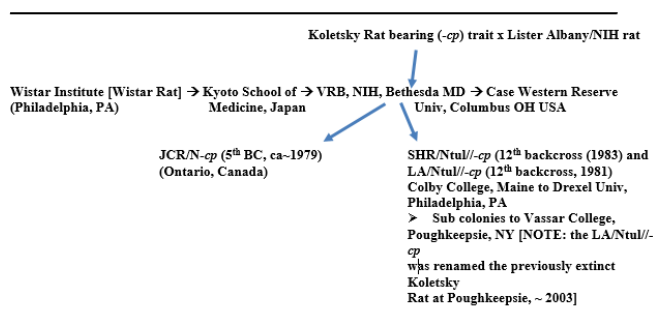 Koletsky Rat bearing (-cp) trait x Lister Albany/NIH rat
Wistar Institute [Wistar Rat] → Kyoto School of → VRB, NIH, Bethesda MD → Case Western Reserve
(Philadelphia, PA) Medicine, Japan Univ, Columbus OH USA
JCR/N-cp (5th BC, ca~1979)
(Ontario, Canada)
SHR/Ntul//-cp (12th backcross (1983) and
LA/Ntul//-cp (12th backcross, 1981)
Colby College, Maine to Drexel Univ,
Philadelphia, PA
➤ Sub colonies to Vassar College,
Poughkeepsie, NY [NOTE: the LA/Ntul//-
cp
was renamed the previously extinct
Koletsky
Rat at Poughkeepsie, ~ 2003]